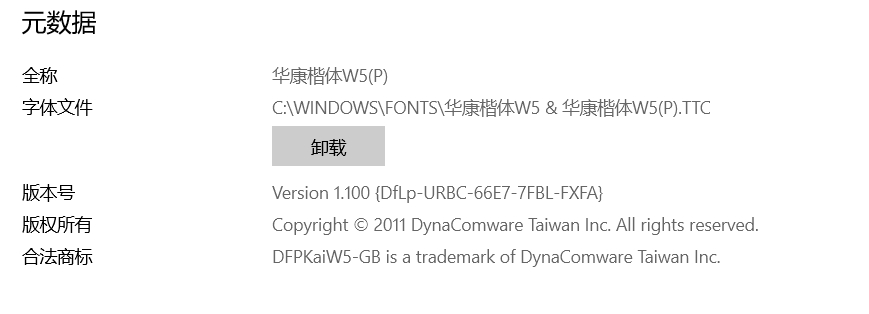 元数据
全称 华康楷体W5(P)
字体文件 C:\WINDOWS\FONTS\华康楷体W5 & 华康楷体W5(P).TTC
卸载
版本号 Version 1.100 {DfLp-URBC-66E7-7FBL-FXFA}
版权所有 Copyright © 2011 DynaComware Taiwan Inc. All rights reserved.
合法商标 DFPKaiW5-GB is a trademark of DynaComware Taiwan Inc.